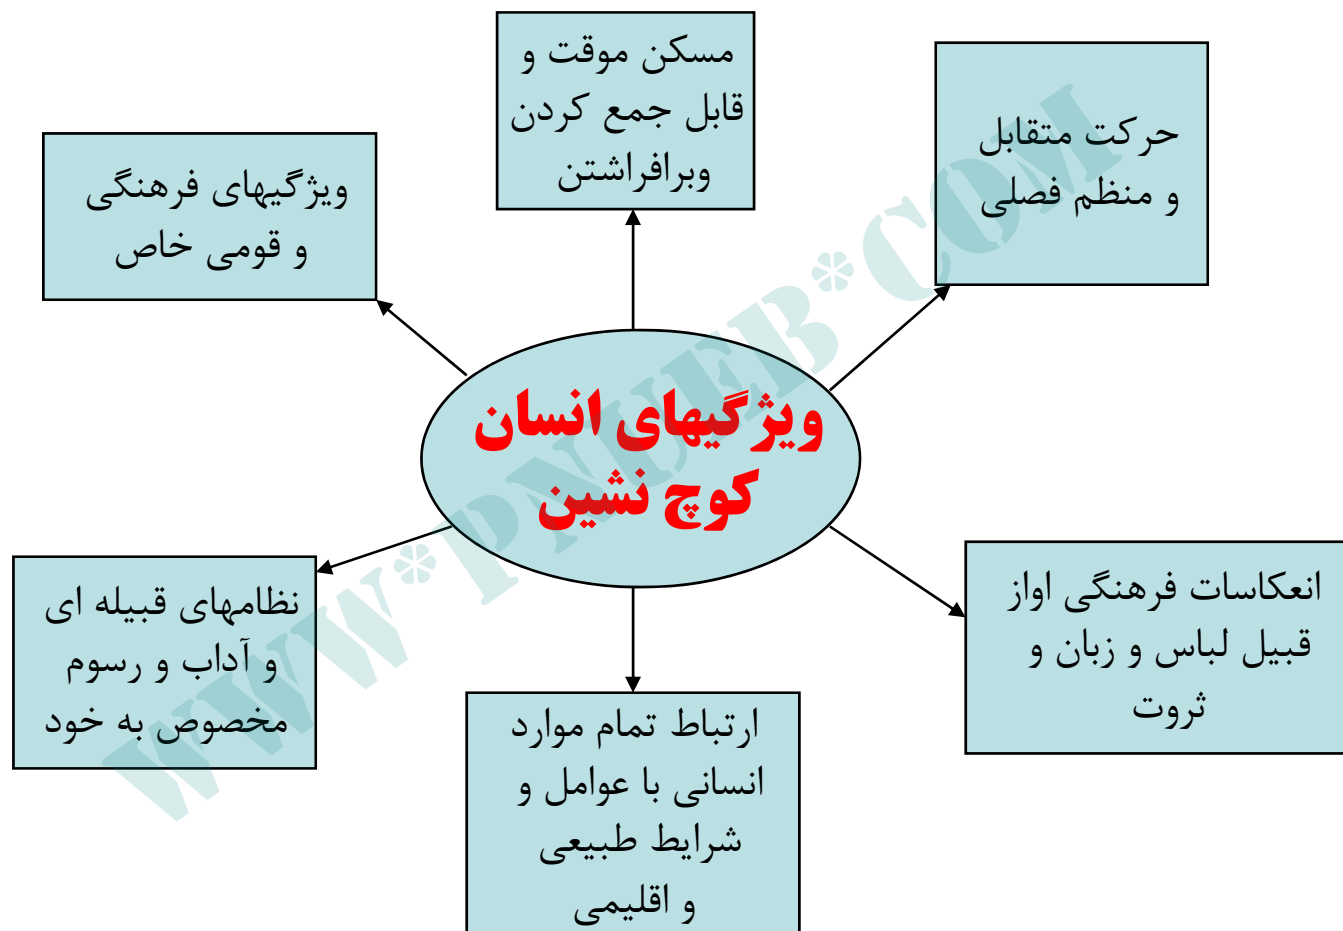 مسکن موقت و
قابل جمع کردن
وبرافراشتن
حرکت متقابل
و منظم فصلی
ویژگیهای فرهنگی
و قومی خاص
ویژگیهای انسان
کوچ نشین
انعکاسات فرهنگی اواز
قبیل لباس و زبان و
ثروت
نظامهای قبیله ای
و آداب و رسوم
مخصوص به خود
ارتباط تمام موارد
انسانی با عوامل و
شرایط طبیعی
و اقلیمی
WWW*PNUEB*COM